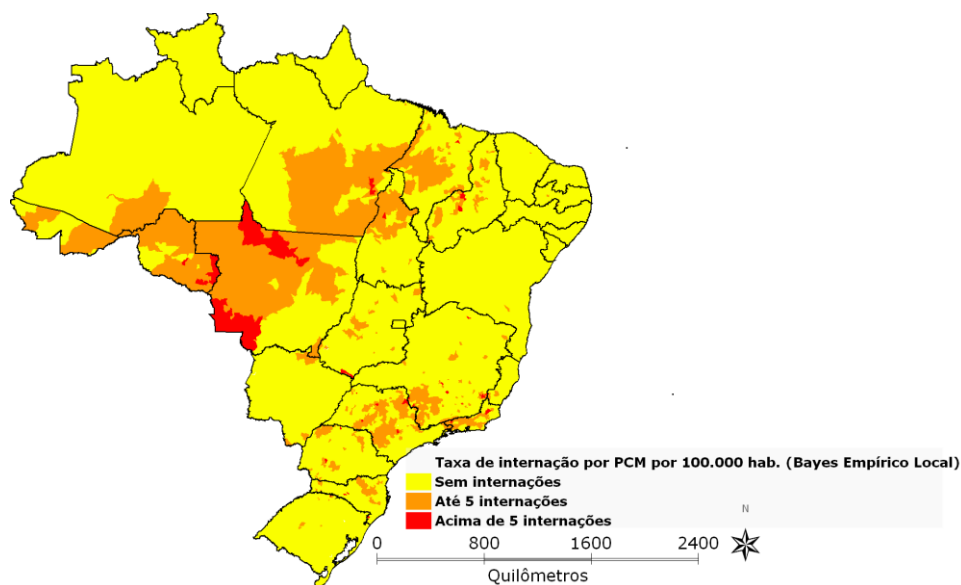 Taxa de internação por PCM por 100.000 hab. (Bayes Empírico Local)
Sem internações
Até 5 internações
Acima de 5 internações
N
0 800 1600 2400
Quilômetros